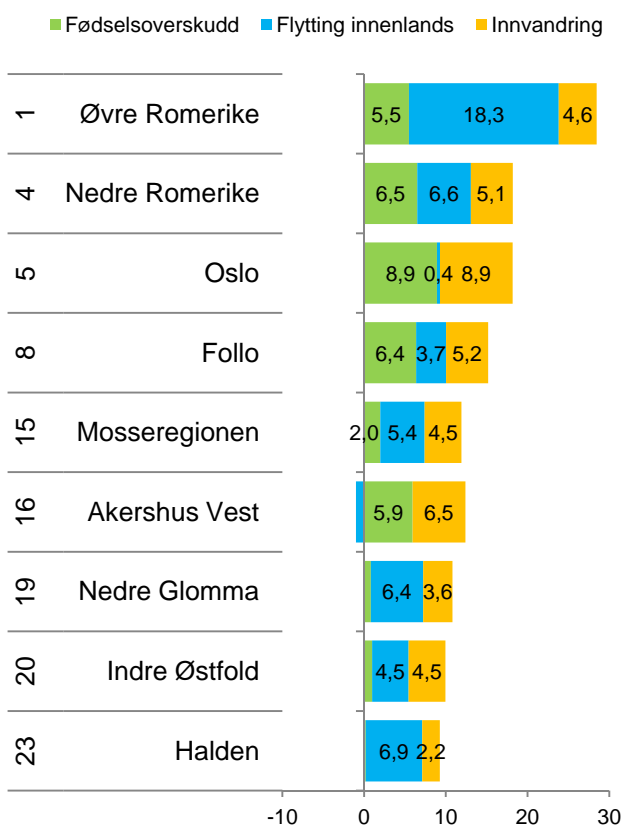 Fødselsoverskudd Flytting innenlands Innvandring
1 Øvre Romerike 5,5 18,3 4,6
4 Nedre Romerike 6,5 6,6 5,1
5 Oslo 8,9 0,4 8,9
8 Follo 6,4 3,7 5,2
15 Mosseregionen 2,0 5,4 4,5
16 Akershus Vest 5,9 6,5
19 Nedre Glomma 6,4 3,6
20 Indre Østfold 4,5 4,5
23 Halden 6,9 2,2
-10 0 10 20 30